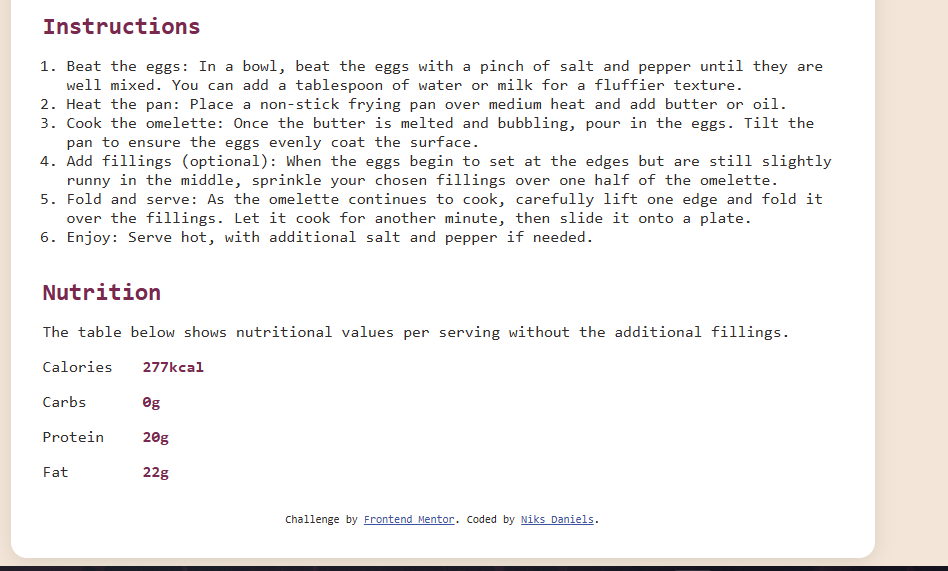 Instructions
1. Beat the eggs: In a bowl, beat the eggs with a pinch of salt and pepper until they are
well mixed. You can add a tablespoon of water or milk for a fluffier texture.
2. Heat the pan: Place a non-stick frying pan over medium heat and add butter or oil.
3. Cook the omelette: Once the butter is melted and bubbling, pour in the eggs. Tilt the
pan to ensure the eggs evenly coat the surface.
4. Add fillings (optional): When the eggs begin to set at the edges but are still slightly
runny in the middle, sprinkle your chosen fillings over one half of the omelette.
5. Fold and serve: As the omelette continues to cook, carefully lift one edge and fold it
over the fillings. Let it cook for another minute, then slide it onto a plate.
6. Enjoy: Serve hot, with additional salt and pepper if needed.
Nutrition
The table below shows nutritional values per serving without the additional fillings.
Calories 277kcal
Carbs 0g
Protein 20g
Fat 22g
Challenge by Frontend Mentor. Coded by Niks Daniels.